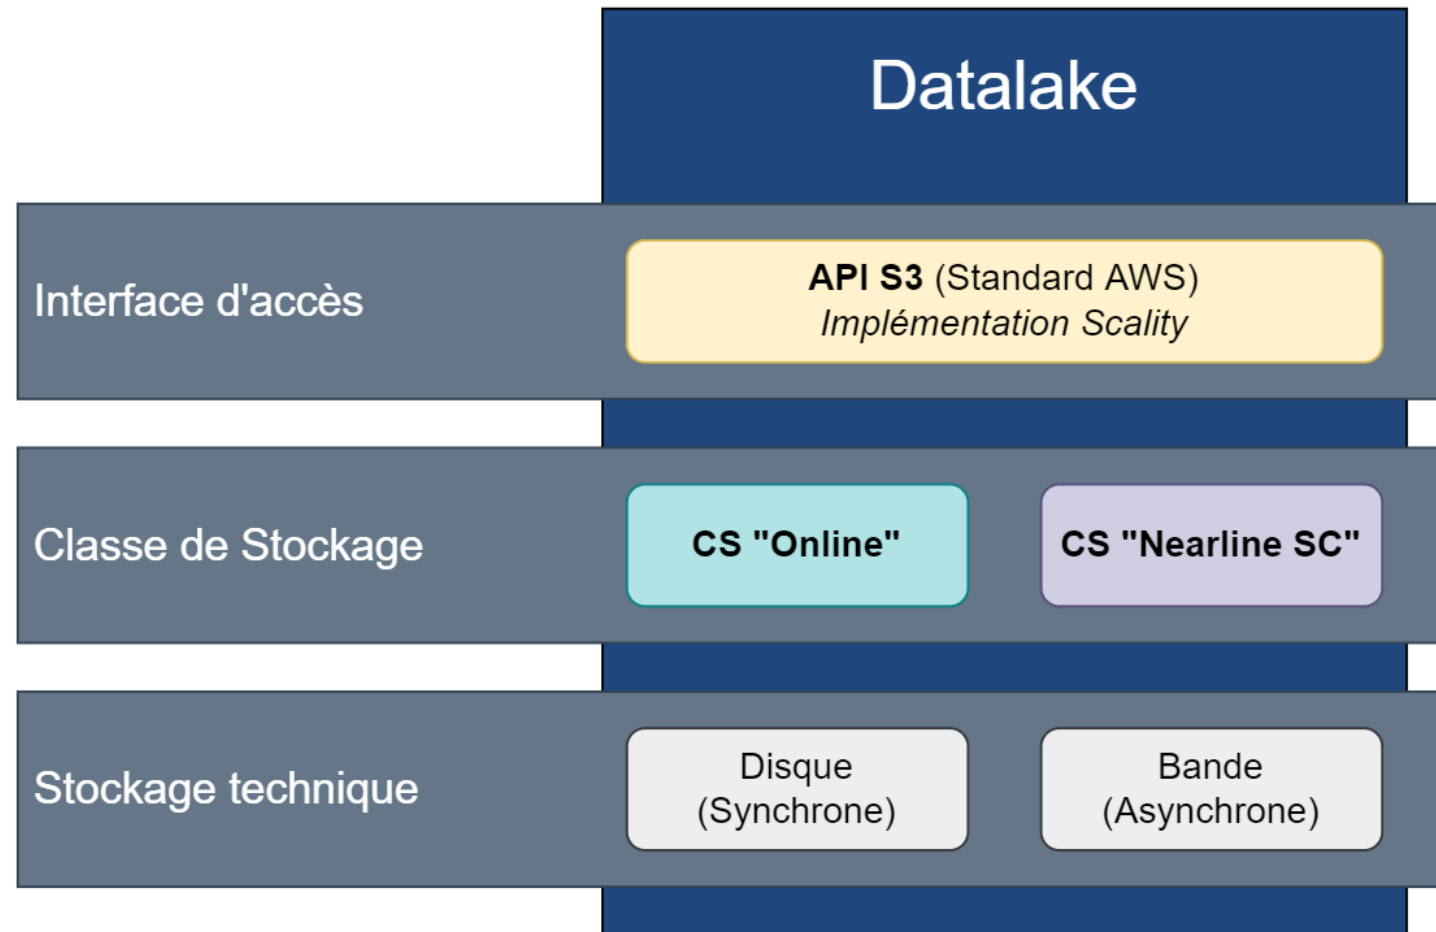 Datalake
Interface d'accès
API S3 (Standard AWS)
Implémentation Scality
Classe de Stockage
CS "Online"
CS "Nearline SC"
Stockage technique
Disque
(Synchrone)
Bande
(Asynchrone)